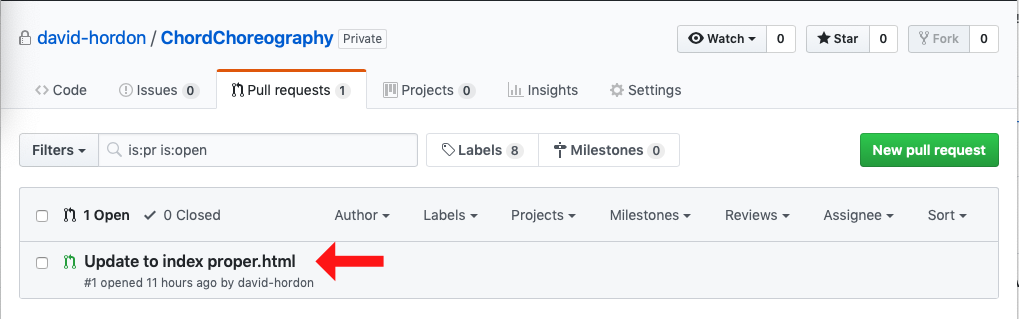 david-hordon / ChordChoreography Private Watch 0 Star 0 Fork 0
Code Issues 0 Pull requests 1 Projects 0 Insights Settings
Filters is:pr is:open Labels 8 Milestones 0 New pull request
1 Open 0 Closed Author Labels Projects Milestones Reviews Assignee Sort
Update to index proper.html
#1 opened 11 hours ago by david-hordon